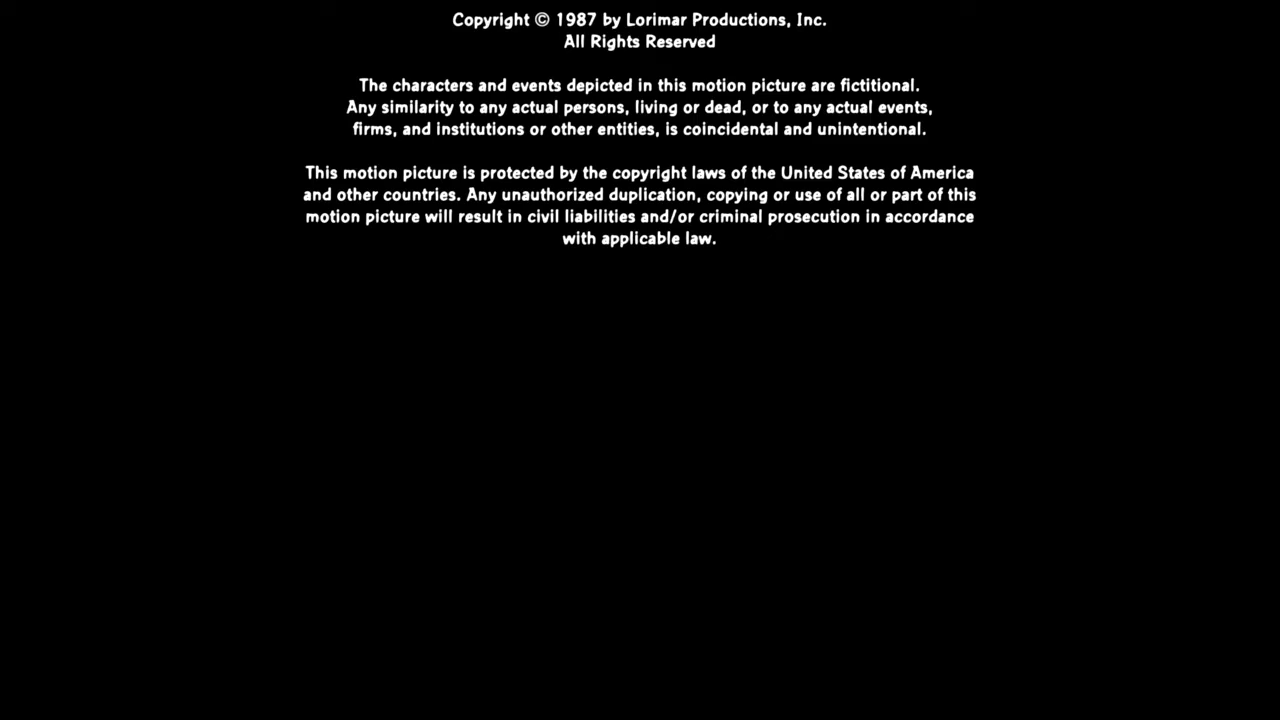 Copyright © 1987 by Lorimar Productions, Inc.
All Rights Reserved
The characters and events depicted in this motion picture are fictitional.
Any similarity to any actual persons, living or dead, or to any actual events,
firms, and institutions or other entities, is coincidental and unintentional.
This motion picture is protected by the copyright laws of the United States of America
and other countries. Any unauthorized duplication, copying or use of all or part of this
motion picture will result in civil liabilities and/or criminal prosecution in accordance
with applicable law.